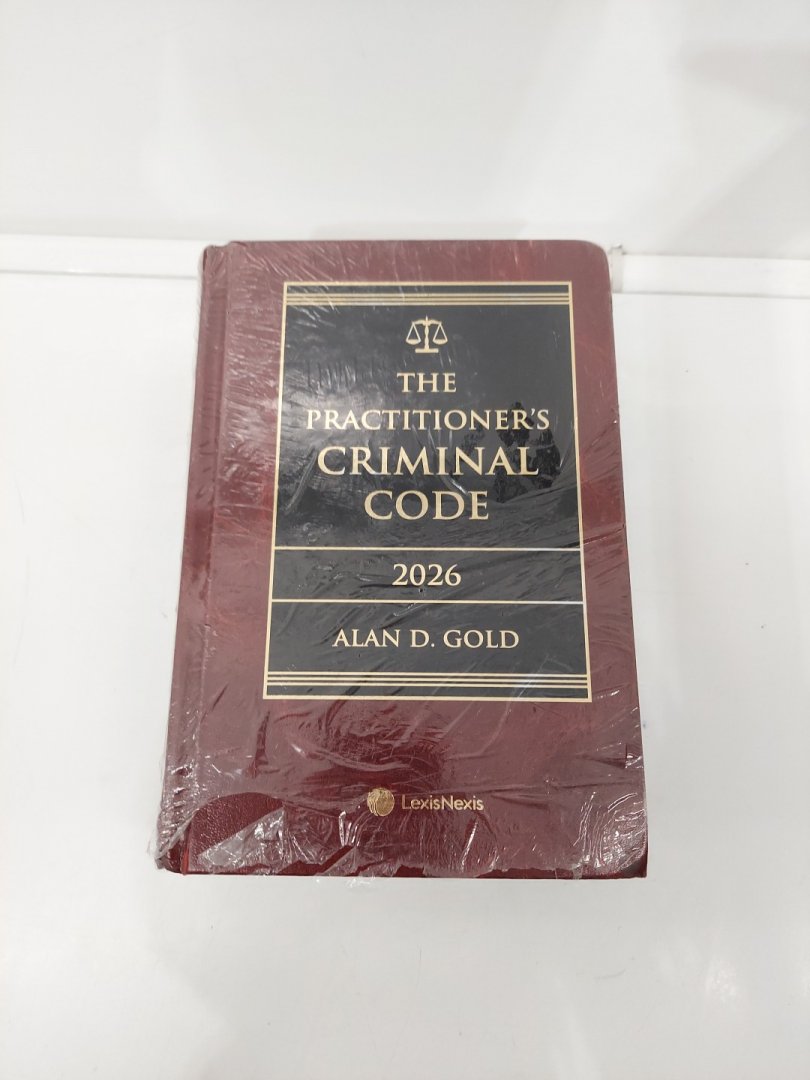 THE
PRACTITIONER'S
CRIMINAL
CODE
2026
ALAN D. GOLD
LexisNexis